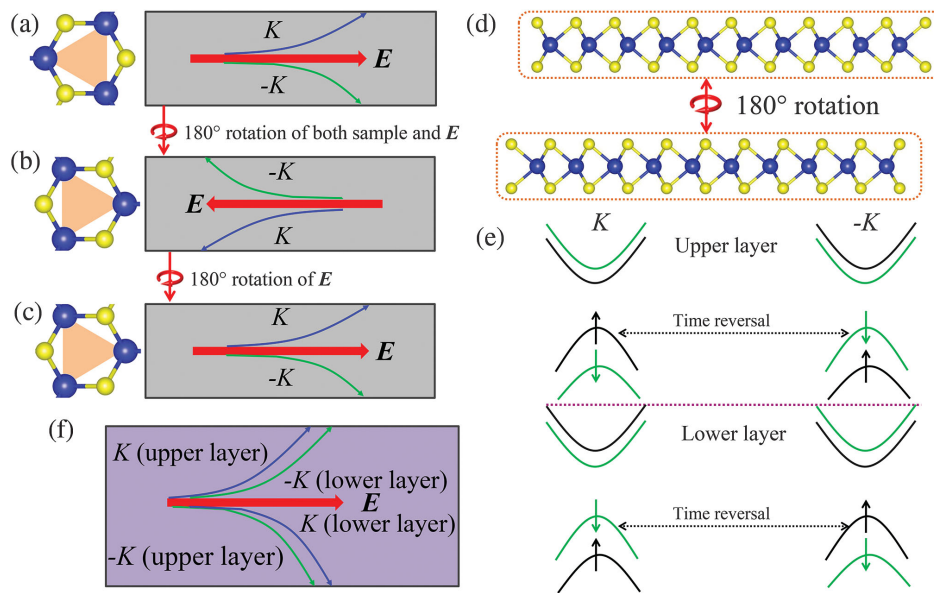 (a)
K
E
-K
180° rotation of both sample and E
(b)
-K
E
K
180° rotation of E
(c)
K
E
-K
(d)
180° rotation
(e)
K
-K
Upper layer
Time reversal
Lower layer
Time reversal
(f)
K (upper layer)
-K (lower layer)
E
K (lower layer)
-K (upper layer)